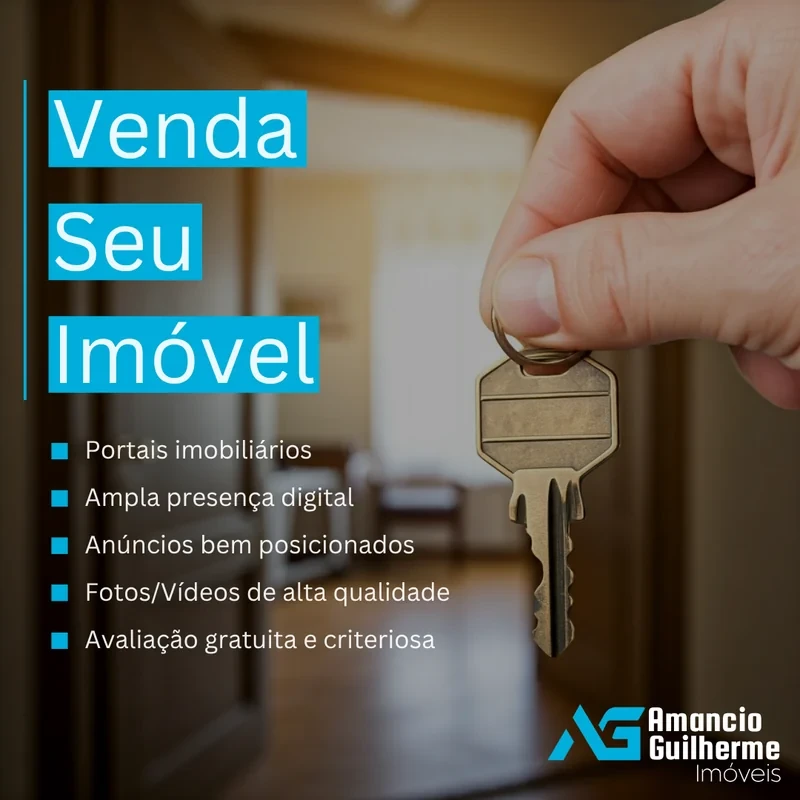 Venda
Seu
Imóvel
Portais imobiliários
Ampla presença digital
Anúncios bem posicionados
Fotos/Vídeos de alta qualidade
Avaliação gratuita e criteriosa
AG
Amancio
Guilherme
Imóveis